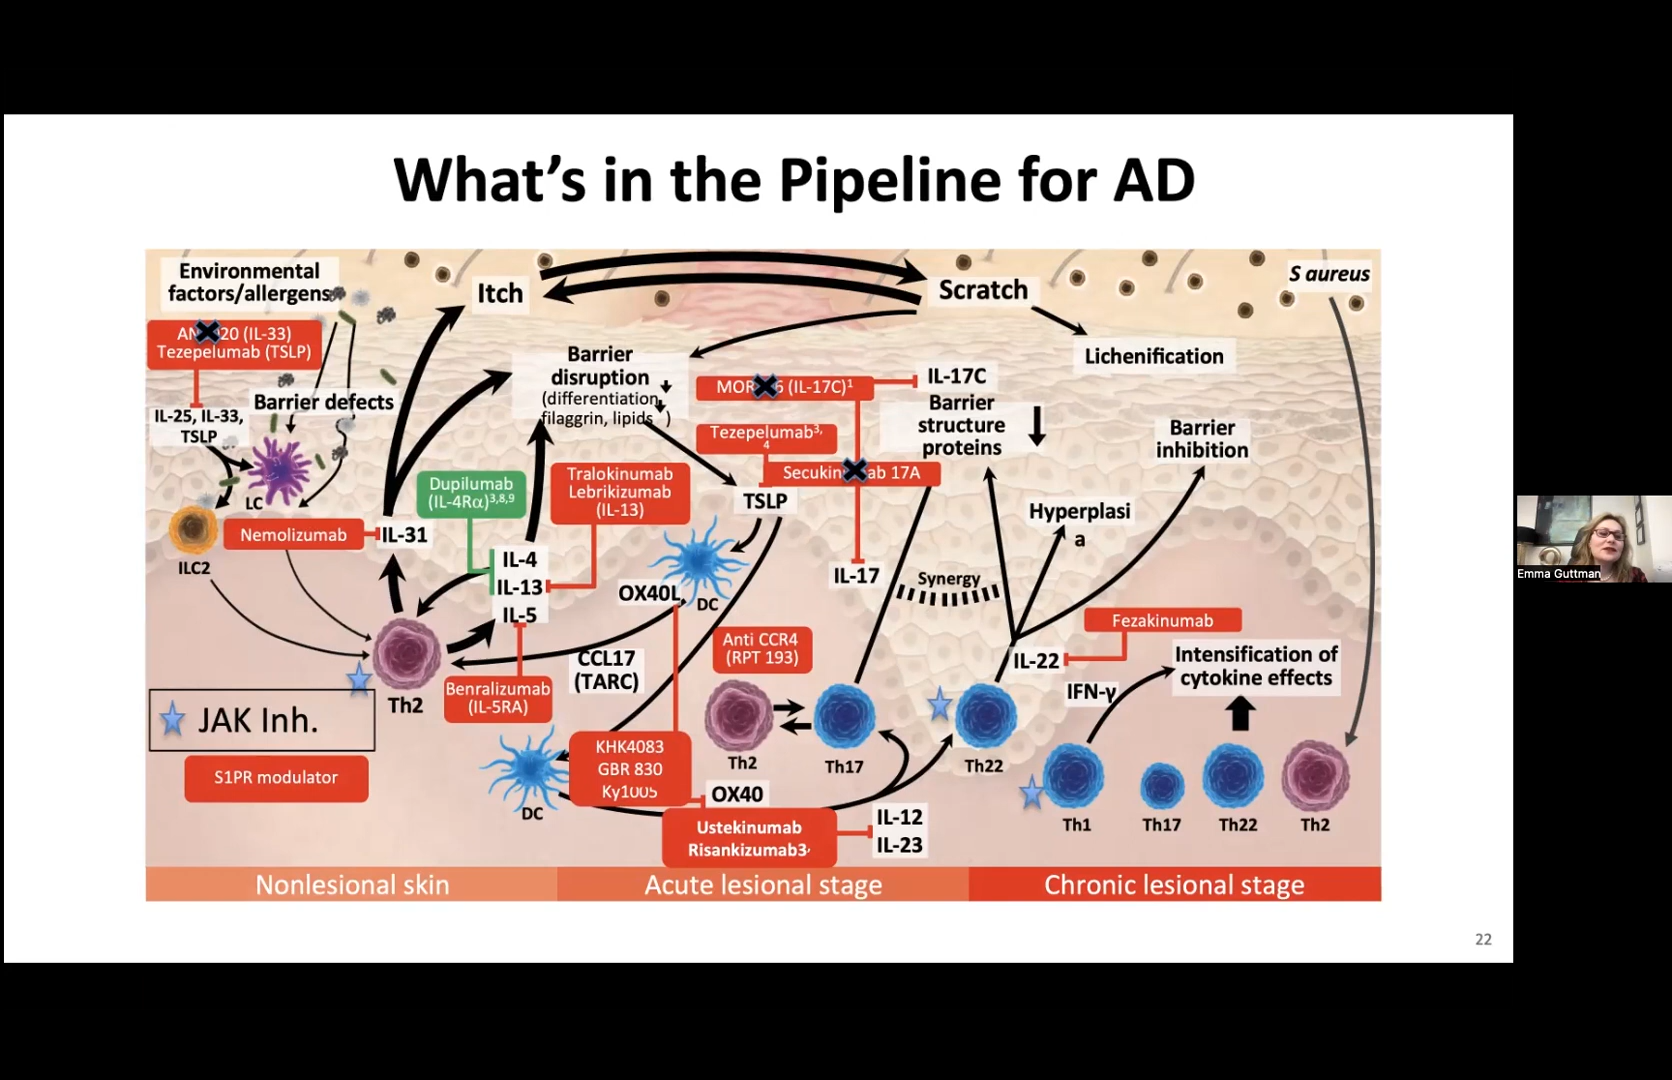 What's in the Pipeline for AD
Environmental
factors/allergens
Itch
Scratch
S aureus
20 (IL-33)
Tezepelumab (TSLP)
Lichenification
Barrier
disruption
(differentiation,
filaggrin, lipids )
MOR 6 (IL-17C)1
IL-17C
Barrier
structure
proteins
Barrier defects
IL-25, IL-33,
TSLP
Tezepelumab3,
4
Barrier
inhibition
Secukin ab 17A
Dupilumab
(IL-4Rα)3,8,9
Tralokinumab
Lebrikizumab
(IL-13)
TSLP
LC
Hyperplasi
a
Nemolizumab
IL-31
ILC2
IL-4
IL-13
IL-5
OX40L
DC
IL-17
Synergy
Fezakinumab
Anti CCR4
(RPT 193)
CCL17
(TARC)
IL-22
Intensification of
cytokine effects
IFN-γ
Benralizumab
(IL-5RA)
Th2
JAK Inh.
S1PR modulator
KHK4083
GBR 830
Ky1005
DC
Th2
Th17
Th22
OX40
Ustekinumab
Risankizumab3,
IL-12
IL-23
Th1
Th17
Th22
Th2
Nonlesional skin
Acute lesional stage
Chronic lesional stage
22
Emma Guttman